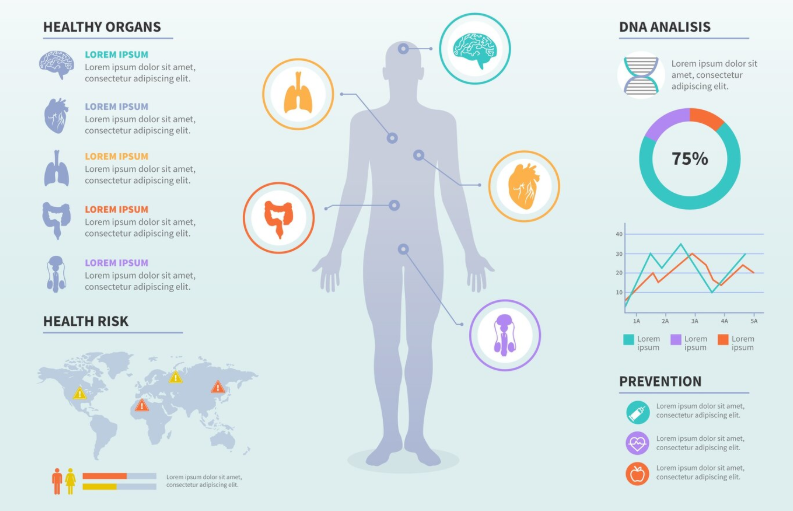 HEALTHY ORGANS
LOREM IPSUM
Lorem ipsum dolor sit amet,
consectetur adipiscing elit.
LOREM IPSUM
Lorem ipsum dolor sit amet,
consectetur adipiscing elit.
LOREM IPSUM
Lorem ipsum dolor sit amet,
consectetur adipiscing elit.
LOREM IPSUM
Lorem ipsum dolor sit amet,
consectetur adipiscing elit.
LOREM IPSUM
Lorem ipsum dolor sit amet,
consectetur adipiscing elit.
HEALTH RISK
Lorem ipsum dolor sit amet,
consectetur adipiscing elit.
DNA ANALISIS
Lorem ipsum dolor sit
amet, consectetur
adipiscing elit.
75%
40
30
20
10
1A 2A 3A 4A 5A
Lorem ipsum
Lorem ipsum
Lorem ipsum
PREVENTION
Lorem ipsum dolor sit amet,
consectetur adipiscing elit.
Lorem ipsum dolor sit amet,
consectetur adipiscing elit.
Lorem ipsum dolor sit amet,
consectetur adipiscing elit.